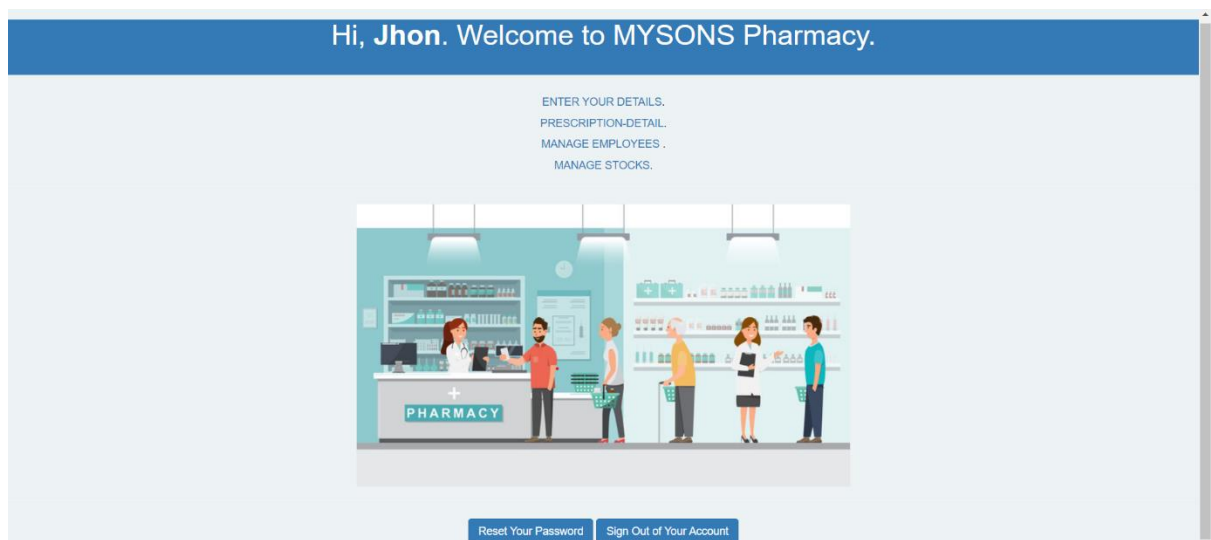 Hi, Jhon. Welcome to MYSONS Pharmacy.
ENTER YOUR DETAILS.
PRESCRIPTION-DETAIL.
MANAGE EMPLOYEES .
MANAGE STOCKS.
PHARMACY
Reset Your Password
Sign Out of Your Account